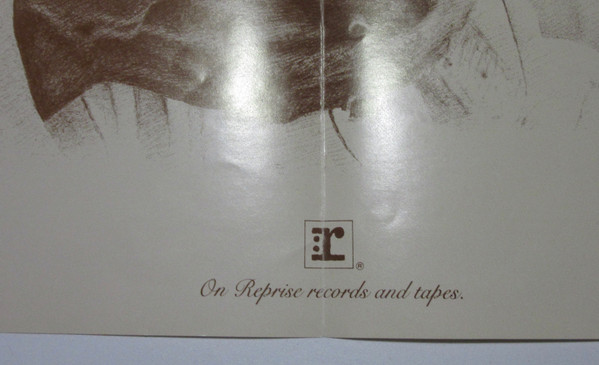 r
®
On Reprise records and tapes.